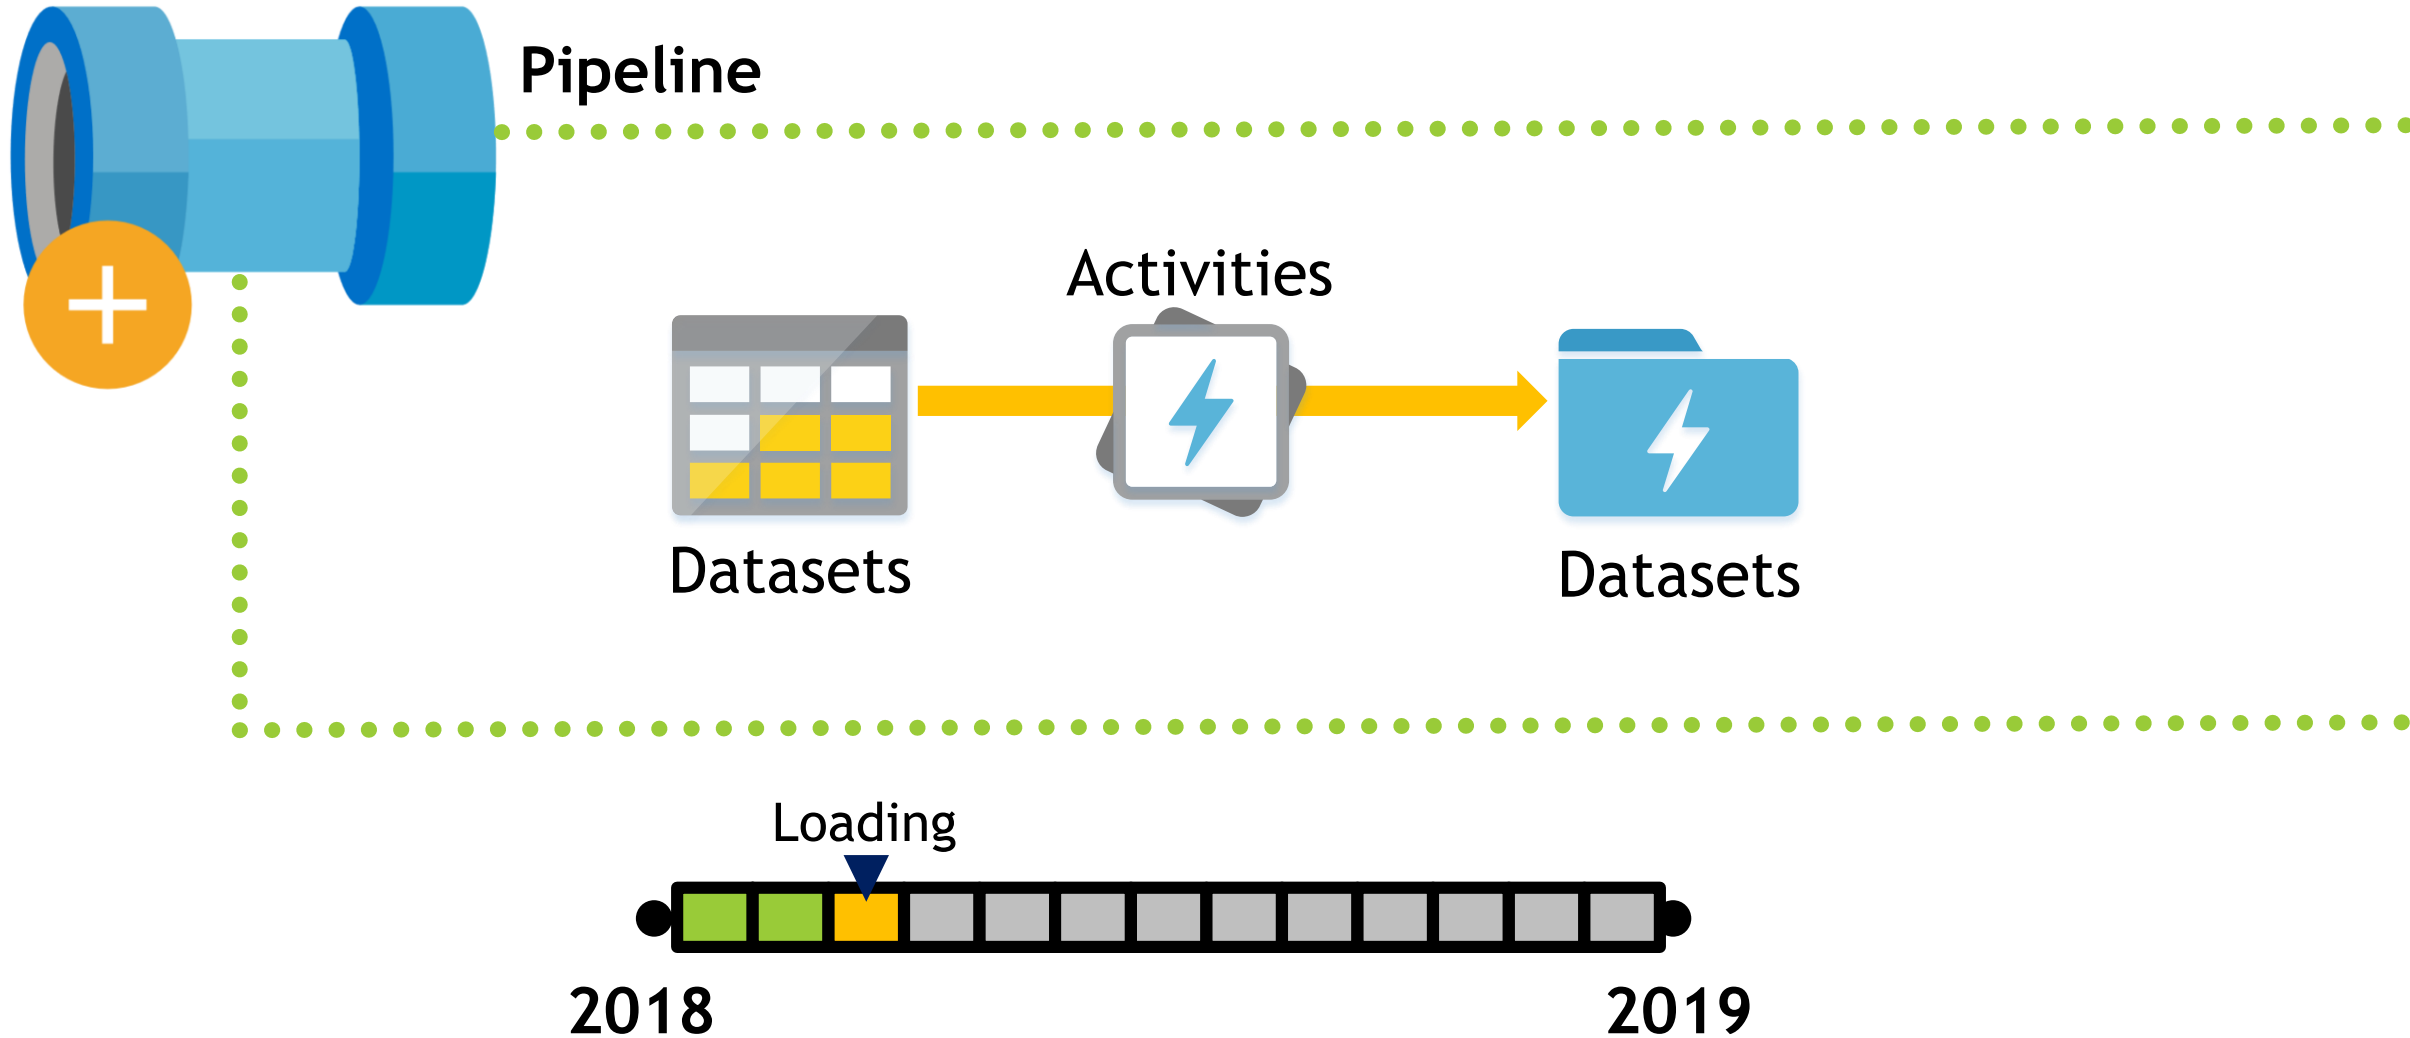 Pipeline
Activities
Datasets
Datasets
Loading
2018
2019